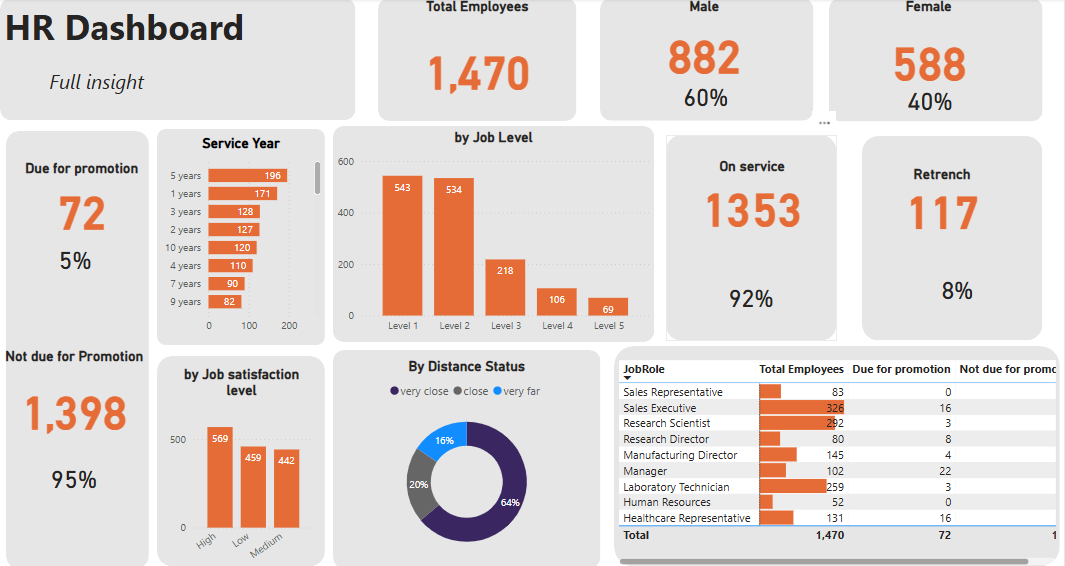 HR Dashboard
Full insight
Total Employees
1,470
Male
882
60%
Female
588
40%
Due for promotion
72
5%
Not due for Promotion
1,398
95%
Service Year
5 years 196
1 years 171
3 years 128
2 years 127
10 years 120
4 years 110
7 years 90
9 years 82
0 100 200
by Job Level
600
400
200
0
543 534 218 106 69
Level 1 Level 2 Level 3 Level 4 Level 5
On service
1353
92%
Retrench
117
8%
by Job satisfaction
level
500
0
569 459 442
High Low Medium
By Distance Status
very close close very far
16%
20%
64%
JobRole Total Employees Due for promotion Not due for promo
Sales Representative 83 0
Sales Executive 326 16
Research Scientist 292 3
Research Director 80 8
Manufacturing Director 145 4
Manager 102 22
Laboratory Technician 259 3
Human Resources 52 0
Healthcare Representative 131 16
Total 1,470 72 1